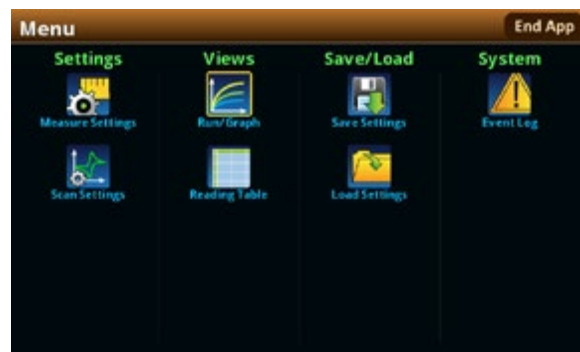 Menu
End App
Settings
Views
Save/Load
System
Measure Settings
Run/Graph
Save Settings
Event Log
Scan Settings
Reading Table
Load Settings